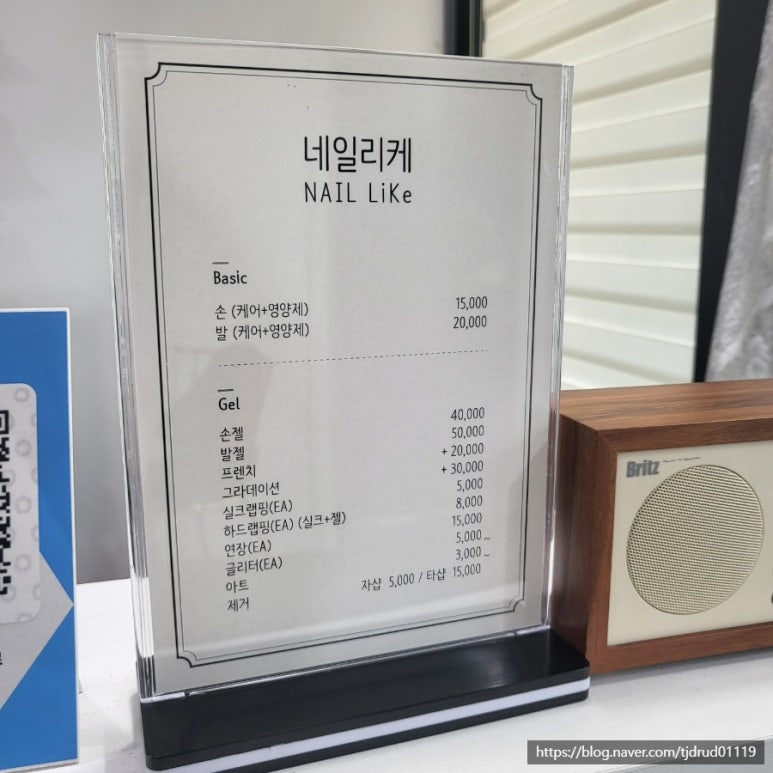 네일리케
NAIL LiKe
Basic
손 (케어+영양제) 15,000
발 (케어+영양제) 20,000
Gel
손젤 40,000
발젤 50,000
프렌치 + 20,000
그라데이션 + 30,000
실크랩핑(EA) 5,000
하드랩핑(EA) (실크+젤) 8,000
연장(EA) 15,000
글리터(EA) 5,000 ~
아트 3,000 ~
제거 자샵 5,000 / 타샵 15,000
Britz
https://blog.naver.com/tjdrud01119